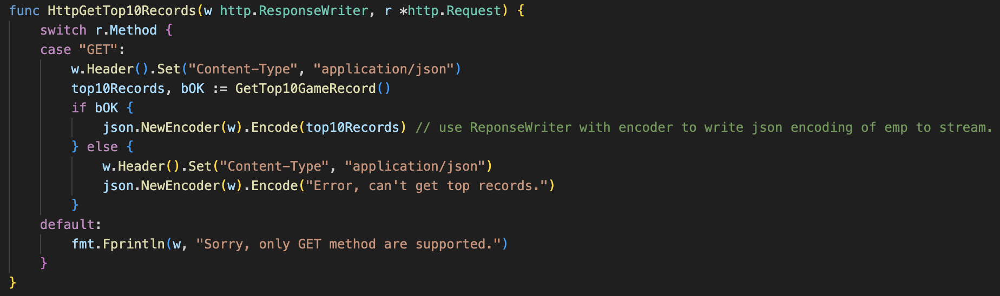 func HttpGetTop10Records(w http.ResponseWriter, r *http.Request) {
    switch r.Method {
    case "GET":
        w.Header().Set("Content-Type", "application/json")
        top10Records, bOK := GetTop10GameRecord()
        if bOK {
            json.NewEncoder(w).Encode(top10Records) // use ReponseWriter with encoder to write json encoding of emp to stream.
        } else {
            w.Header().Set("Content-Type", "application/json")
            json.NewEncoder(w).Encode("Error, can't get top records.")
        }
    default:
        fmt.Fprintln(w, "Sorry, only GET method are supported.")
    }
}